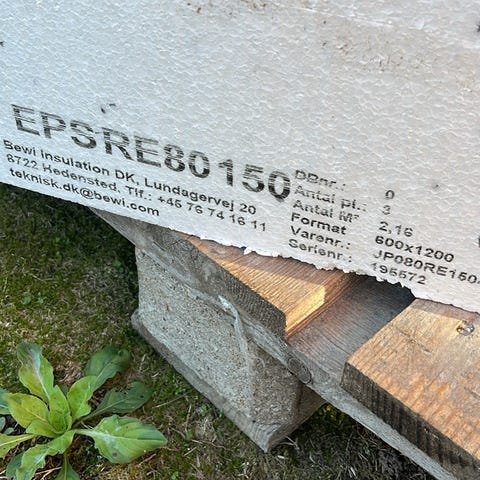 EPSRE80150
Bewi Insulation DK, Lundagervej 20
8722 Hedensted, Tlf.: +45 76 74 16 11
teknisk.dk@bewi.com
DBnr.: 0
Antal pl.: 3
Antal M² 2,16
Format 600x1200
Varenr.: JP080RE150
Serienr.: 195572